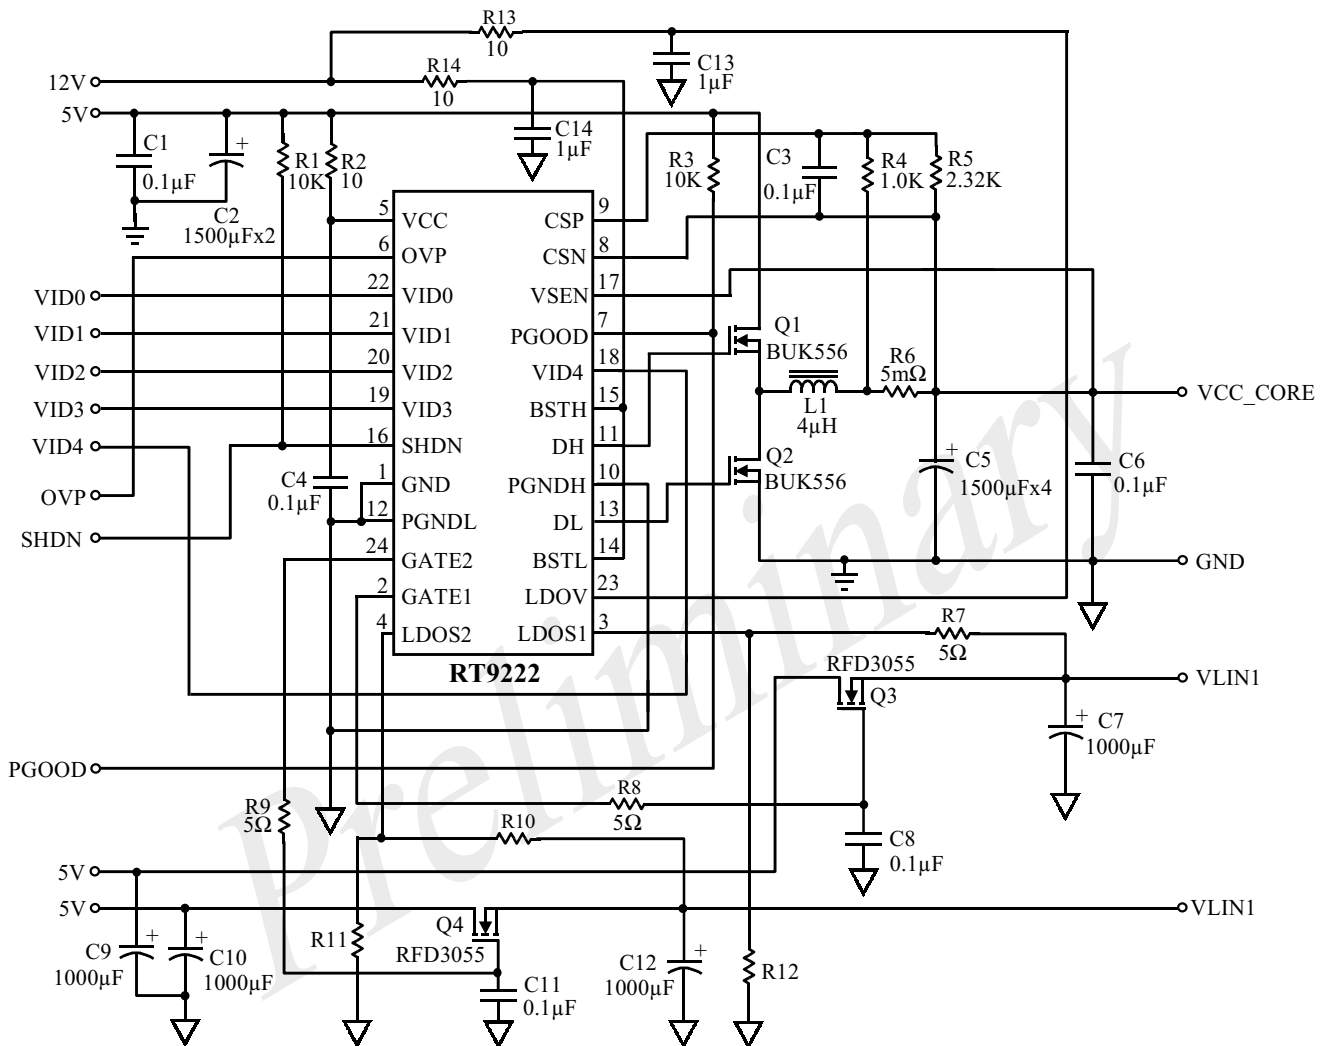 R13
10
12V
R14
10
C13
1µF
5V
C1
0.1µF
+
C2
1500µFx2
R1
10K
R2
10
C14
1µF
R3
10K
C3
0.1µF
R4
1.0K
R5
2.32K
5 VCC
6 OVP
22 VID0
21 VID1
20 VID2
19 VID3
16 SHDN
1 GND
12 PGNDL
24 GATE2
2 GATE1
4 LDOS2
CSP 9
CSN 8
VSEN 17
PGOOD 7
VID4 18
BSTH 15
DH 11
PGNDH 10
DL 13
BSTL 14
LDOV 23
LDOS1 3
RT9222
VID0
VID1
VID2
VID3
VID4
OVP
SHDN
C4
0.1µF
Q1
BUK556
L1
4µH
R6
5mΩ
VCC_CORE
Q2
BUK556
+
C5
1500µFx4
C6
0.1µF
GND
R7
5Ω
RFD3055
Q3
VLIN1
+
C7
1000µF
PGOOD
R9
5Ω
R8
5Ω
R10
C8
0.1µF
5V
5V
VLIN1
+
C9
1000µF
+
C10
1000µF
R11
Q4
RFD3055
C11
0.1µF
+
C12
1000µF
R12
Preliminary